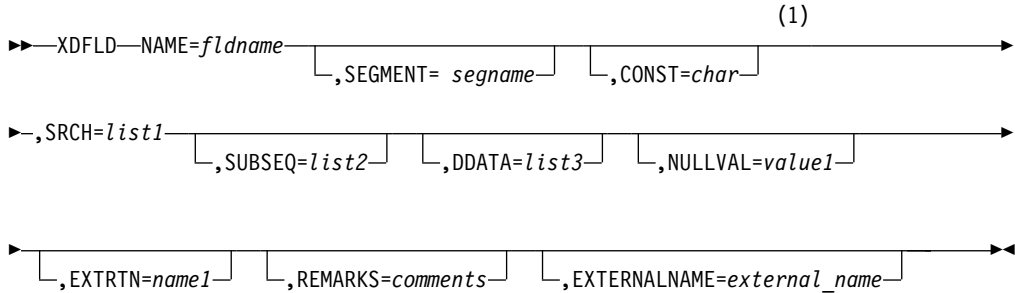 (1)
XDFLD NAME=fldname
,SEGMENT= segname ,CONST=char
,SRCH=list1
,SUBSEQ=list2 ,DDATA=list3 ,NULLVAL=value1
,EXTRTN=name1 ,REMARKS=comments ,EXTERNALNAME=external_name